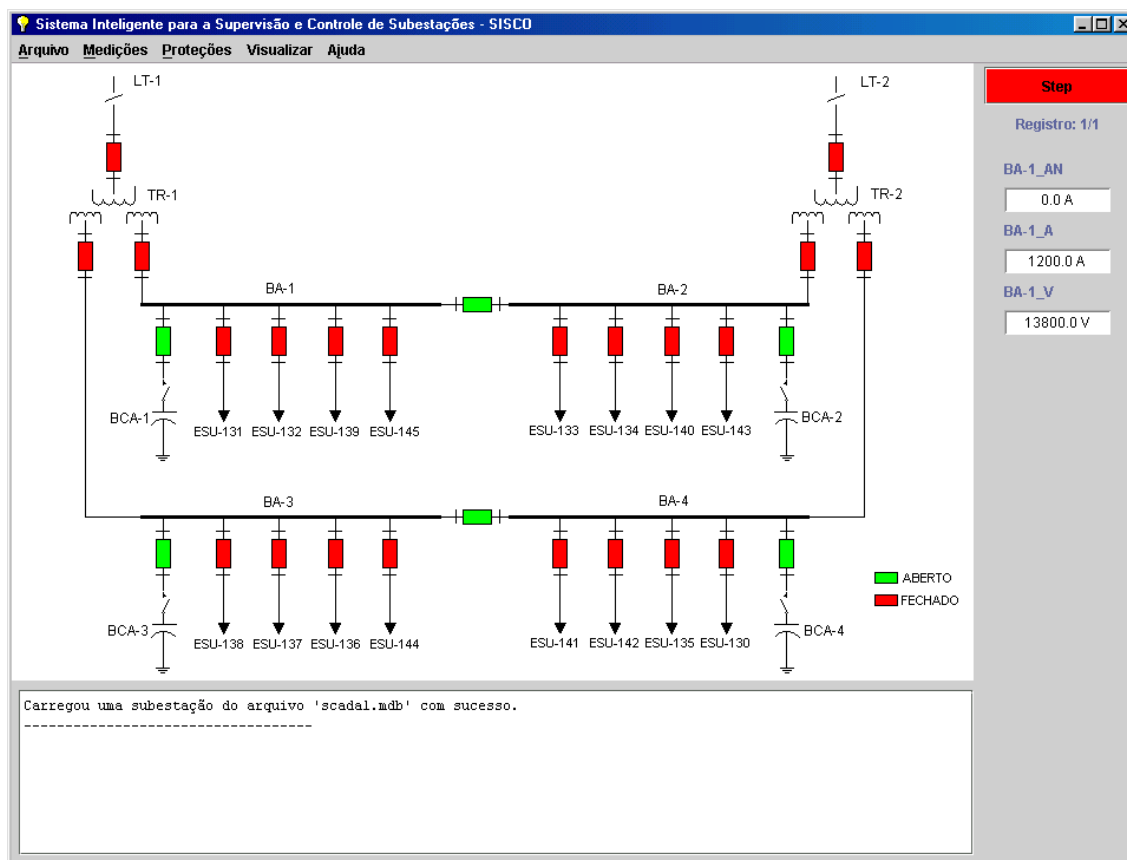 Sistema Inteligente para a Supervisão e Controle de Subestações - SISCO
Arquivo Medições Proteções Visualizar Ajuda
LT-1
LT-2
Step
Registro: 1/1
TR-1
TR-2
BA-1_AN
0.0 A
BA-1_A
1200.0 A
BA-1_V
13800.0 V
BA-1
BA-2
BCA-1
ESU-131 ESU-132 ESU-139 ESU-145
ESU-133 ESU-134 ESU-140 ESU-143
BCA-2
BA-3
BA-4
ABERTO
FECHADO
BCA-3
ESU-138 ESU-137 ESU-136 ESU-144
ESU-141 ESU-142 ESU-135 ESU-130
BCA-4
Carregou uma subestação do arquivo 'scadal.mdb' com sucesso.
-----------------------------------